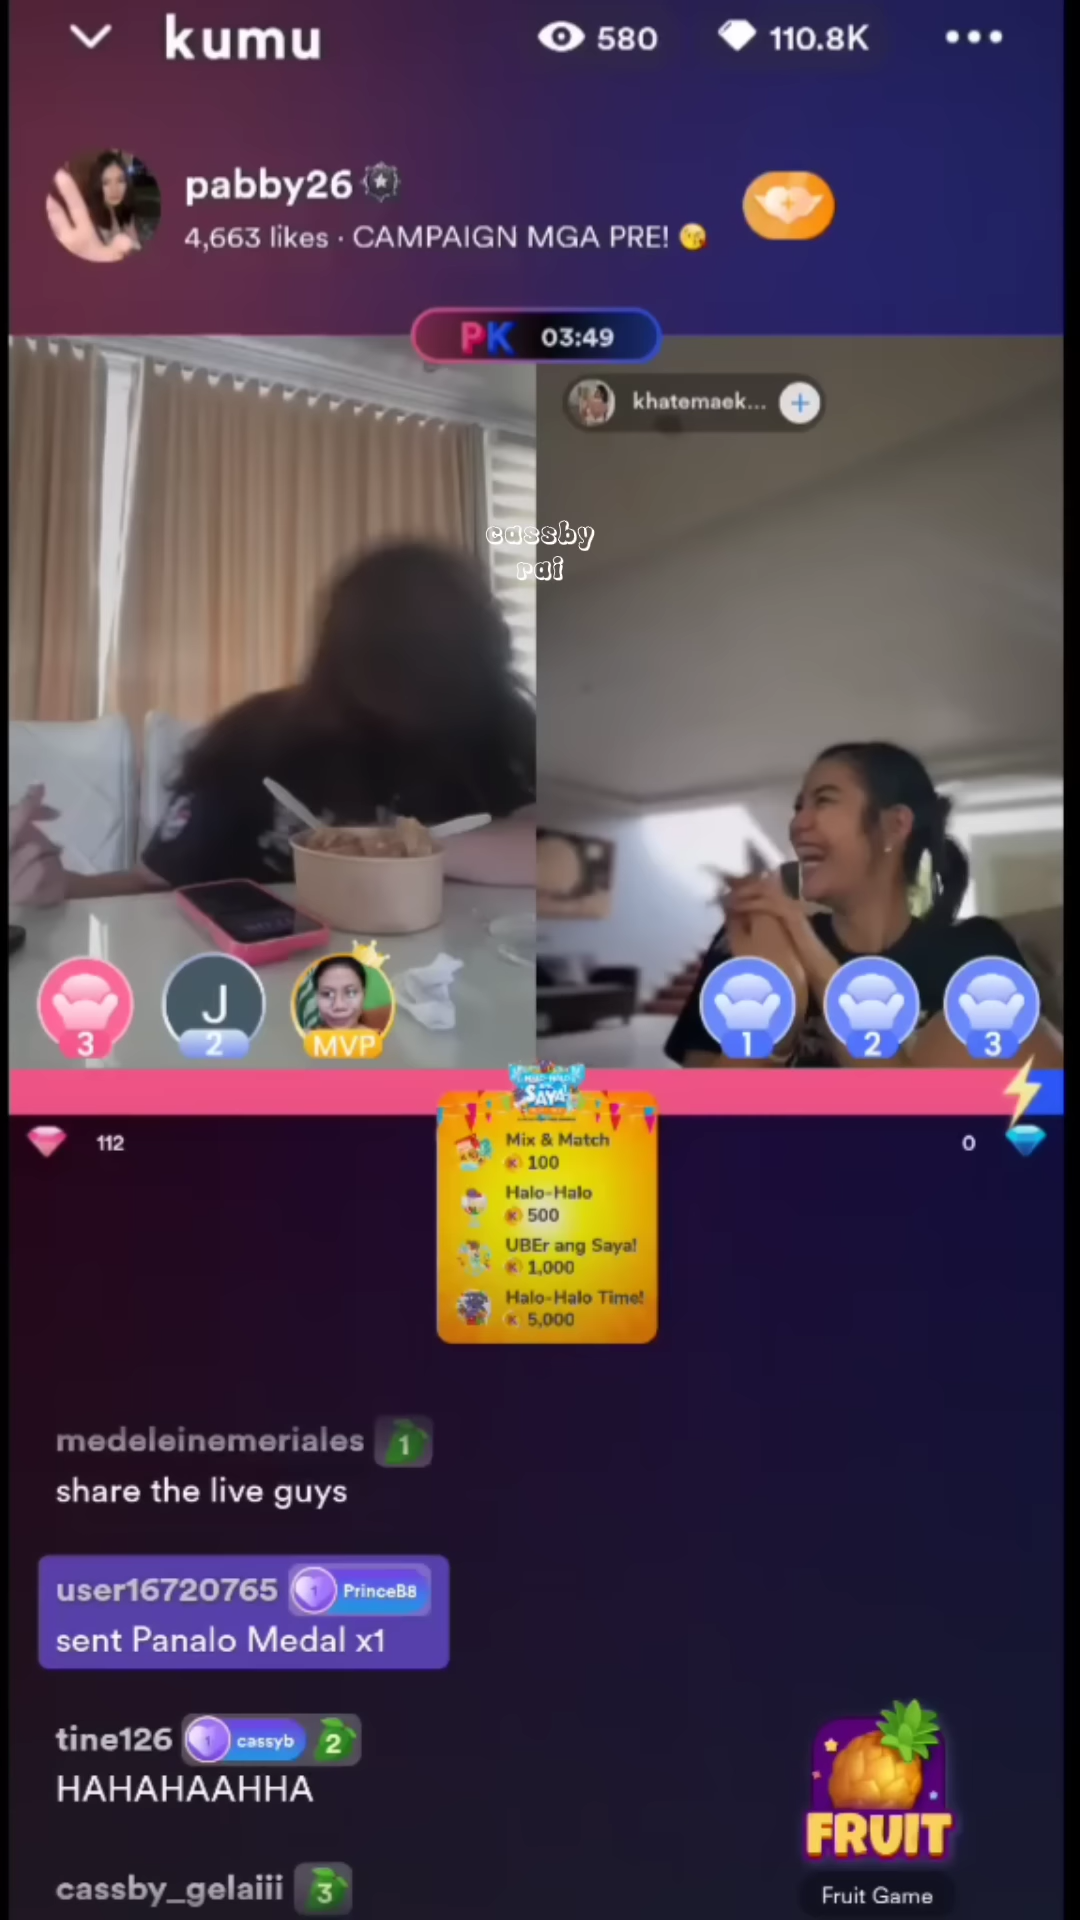 kumu
580
110.8K
pabby26
4,663 likes · CAMPAIGN MGA PRE!
PK 03:49
khatemaek...
cassby
rai
3
J
2
MVP
1
2
3
SAYA!
112
0
Mix & Match
100
Halo-Halo
500
UBEr ang Saya!
1,000
Halo-Halo Time!
5,000
medeleinemeriales 1
share the live guys
user16720765 1 PrinceB8
sent Panalo Medal x1
tine126 1 cassyb 2
HAHAHAAHHA
cassby_gelaiii 3
FRUIT
Fruit Game